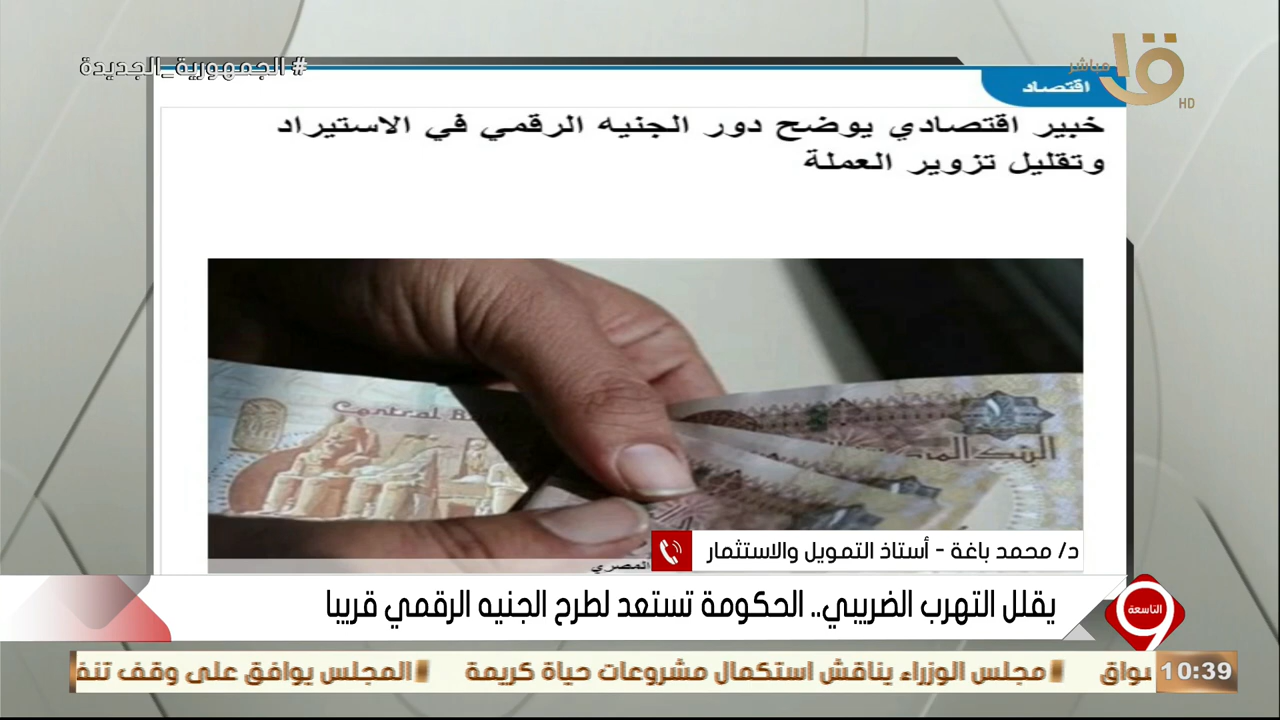 #الجمهورية_الجديدة
مباشر
HD
اقتصاد
خبير اقتصادي يوضح دور الجنيه الرقمي في الاستيراد
وتقليل تزوير العملة
Central
البنك
المصري
د/ محمد باغة - أستاذ التمويل والاستثمار
يقلل التهرب الضريبي.. الحكومة تستعد لطرح الجنيه الرقمي قريبا
التاسعة
10:39
مجلس الوزراء يناقش استكمال مشروعات حياة كريمة المجلس يوافق على وقف